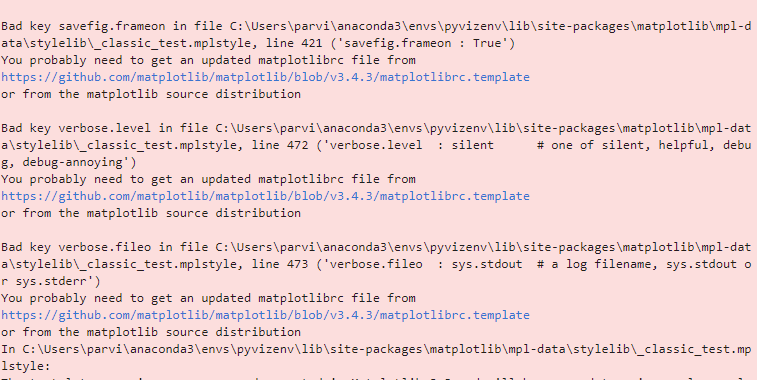 Bad key savefig.frameon in file C:\Users\parvi\anaconda3\envs\pyvizenv\lib\site-packages\matplotlib\mpl-d
ata\stylelib\_classic_test.mplstyle, line 421 ('savefig.frameon : True')
You probably need to get an updated matplotlibrc file from
https://github.com/matplotlib/matplotlib/blob/v3.4.3/matplotlibrc.template
or from the matplotlib source distribution
Bad key verbose.level in file C:\Users\parvi\anaconda3\envs\pyvizenv\lib\site-packages\matplotlib\mpl-dat
a\stylelib\_classic_test.mplstyle, line 472 ('verbose.level  : silent      # one of silent, helpful, debu
g, debug-annoying')
You probably need to get an updated matplotlibrc file from
https://github.com/matplotlib/matplotlib/blob/v3.4.3/matplotlibrc.template
or from the matplotlib source distribution
Bad key verbose.fileo in file C:\Users\parvi\anaconda3\envs\pyvizenv\lib\site-packages\matplotlib\mpl-dat
a\stylelib\_classic_test.mplstyle, line 473 ('verbose.fileo  : sys.stdout  # a log filename, sys.stdout o
r sys.stderr')
You probably need to get an updated matplotlibrc file from
https://github.com/matplotlib/matplotlib/blob/v3.4.3/matplotlibrc.template
or from the matplotlib source distribution
In C:\Users\parvi\anaconda3\envs\pyvizenv\lib\site-packages\matplotlib\mpl-data\stylelib\_classic_test.mp
lstyle: